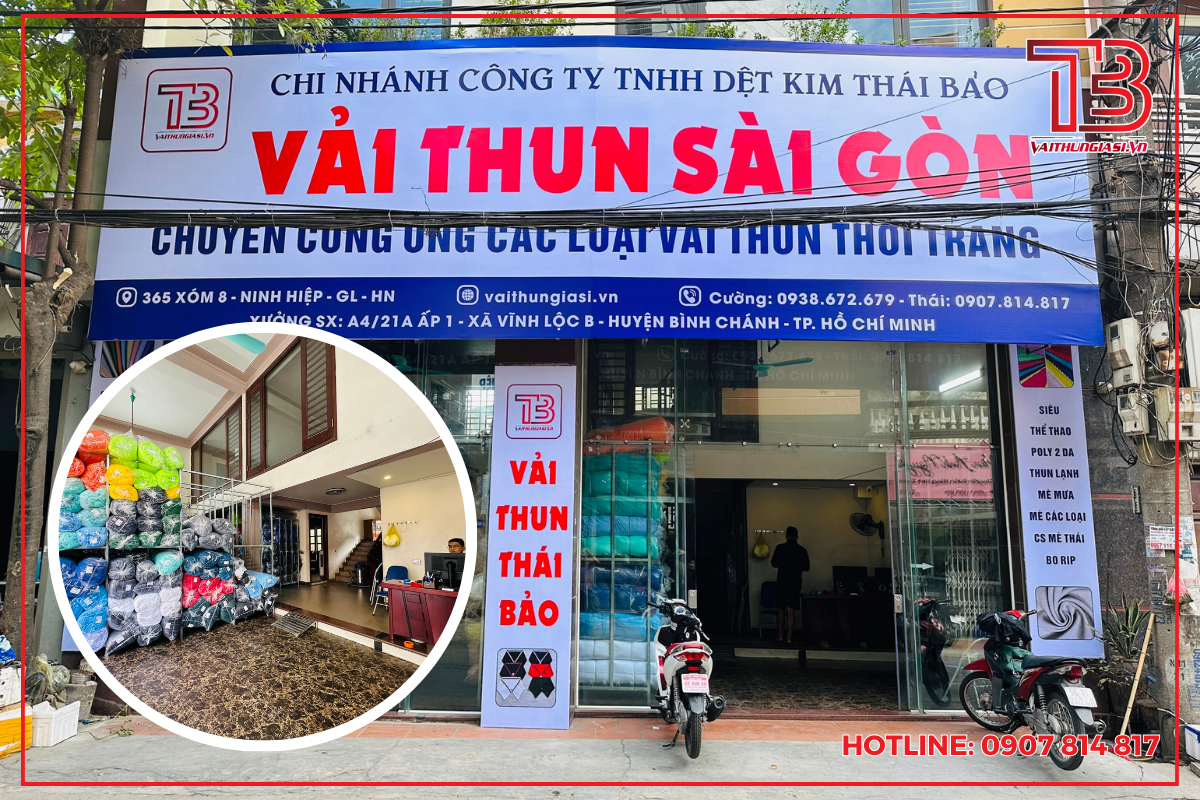 CHI NHÁNH CÔNG TY TNHH DỆT KIM THÁI BẢO
TB
VAITHUNGIASI.VN
TB
VAITHUNGIASI.VN
VẢI THUN SÀI GÒN
CHUYÊN CUNG ỨNG CÁC LOẠI VẢI THUN THỜI TRANG
365 XÓM 8 - NINH HIỆP - GL - HN
vaithungiasi.vn
Cường: 0938.672.679 - Thái: 0907.814.817
XƯỞNG SX: A4/21A ẤP 1 - XÃ VĨNH LỘC B - HUYỆN BÌNH CHÁNH - TP. HỒ CHÍ MINH
TB
VAITHUNGIASI.VN
VẢI
THUN
THÁI
BẢO
SIÊU
THỂ THAO
POLY 2 DA
THUN LẠNH
MÈ MƯA
MÈ CÁC LOẠI
CS MÈ THÁI
BO RIP
HOTLINE: 0907 814 817